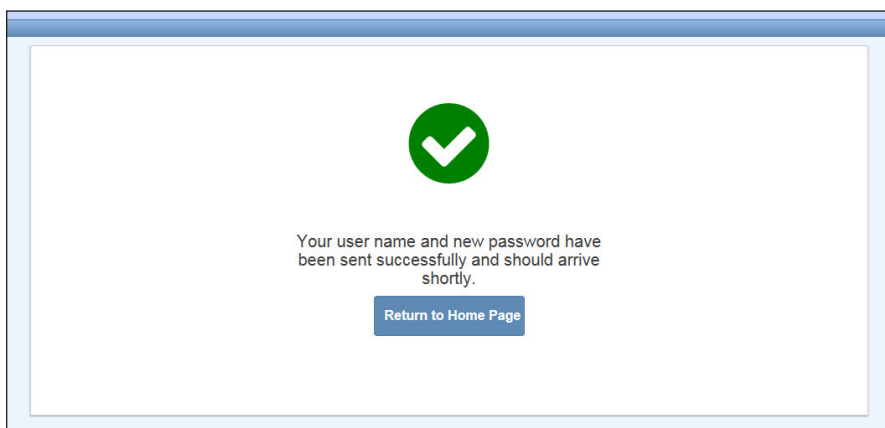 Your user name and new password have
been sent successfully and should arrive
shortly.
Return to Home Page